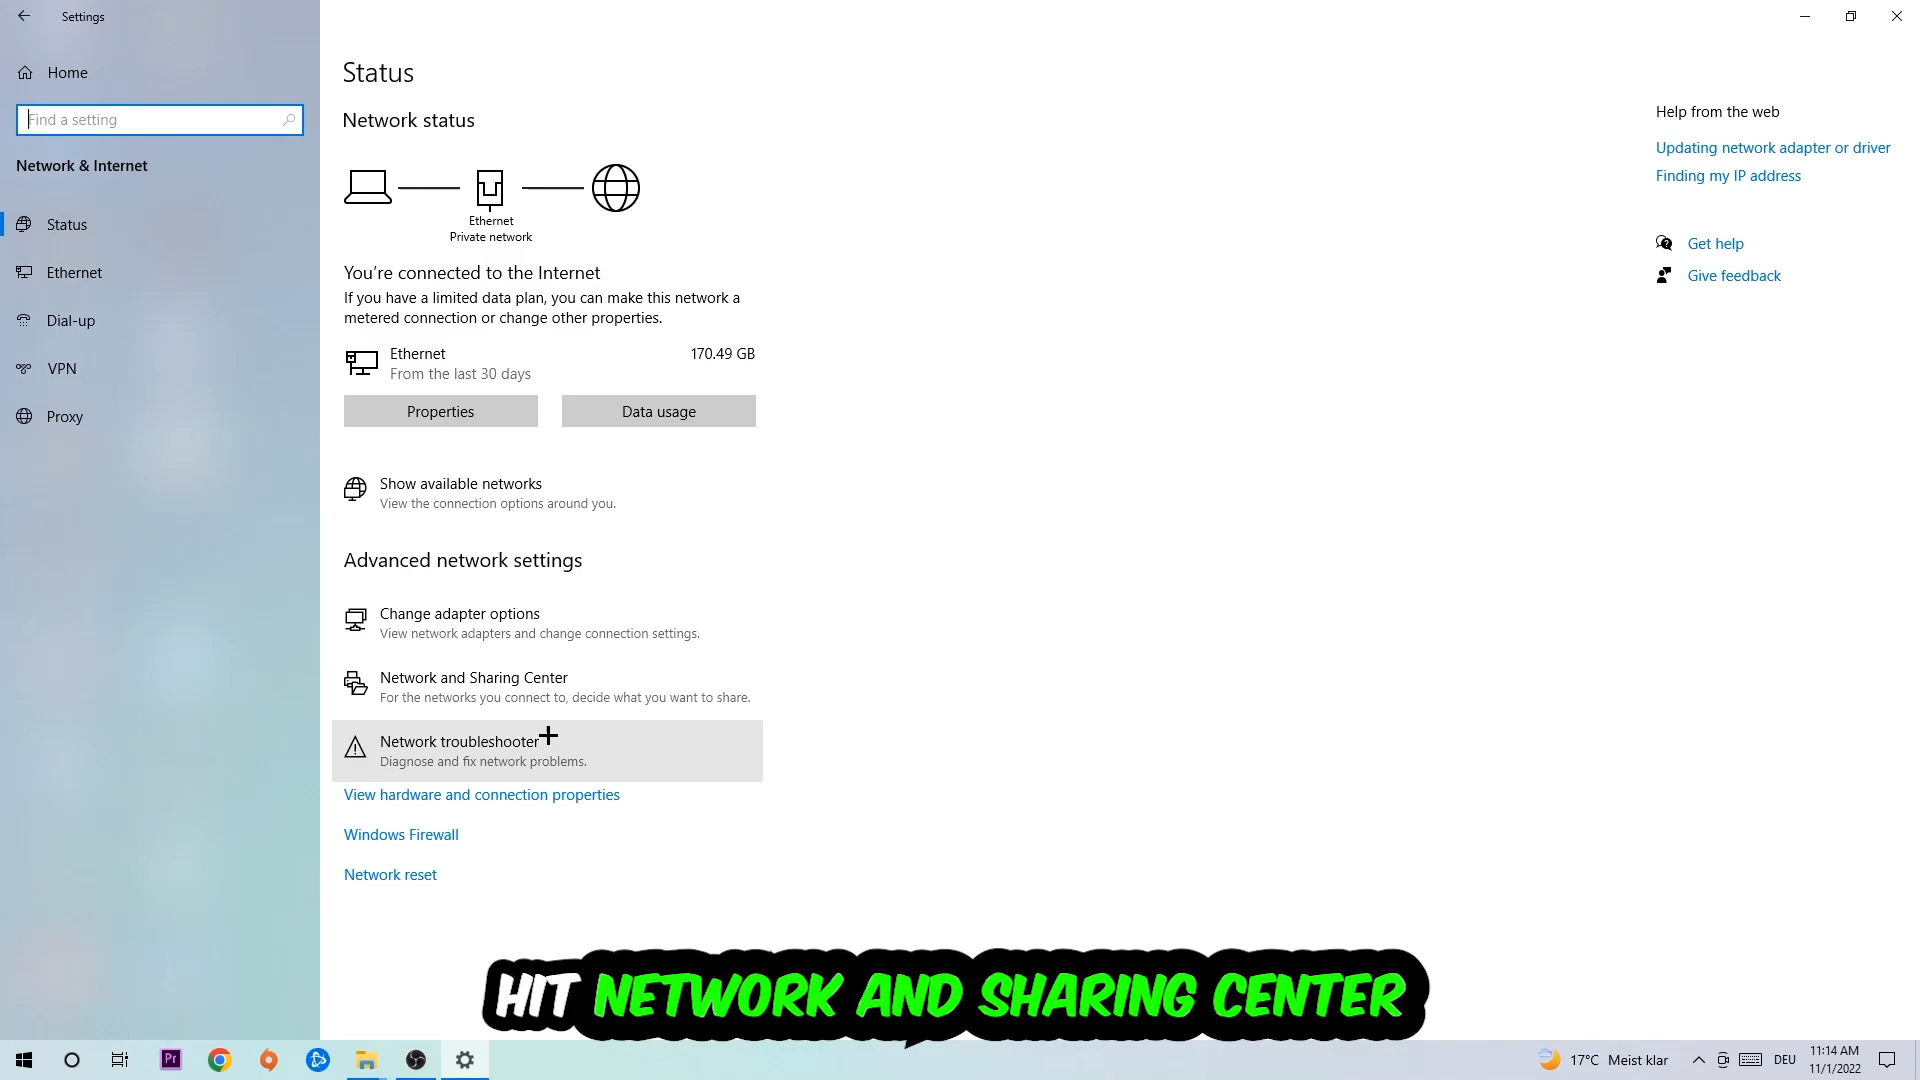 Settings
Home
Find a setting
Network & Internet
Status
Ethernet
Dial-up
VPN
Proxy
Status
Network status
Ethernet
Private network
You're connected to the Internet
If you have a limited data plan, you can make this network a
metered connection or change other properties.
Ethernet 170.49 GB
From the last 30 days
Properties Data usage
Show available networks
View the connection options around you.
Advanced network settings
Change adapter options
View network adapters and change connection settings.
Network and Sharing Center
For the networks you connect to, decide what you want to share.
Network troubleshooter
Diagnose and fix network problems.
View hardware and connection properties
Windows Firewall
Network reset
Help from the web
Updating network adapter or driver
Finding my IP address
Get help
Give feedback
HIT NETWORK AND SHARING CENTER
Pr
17°C Meist klar DEU 11:14 AM
11/1/2022